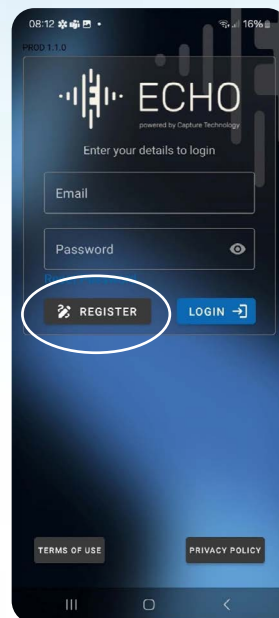 08:12
16%
PROD 1.1.0
ECHO
powered by Capture Technology
Enter your details to login
Email
Password
REGISTER
LOGIN
TERMS OF USE
PRIVACY POLICY